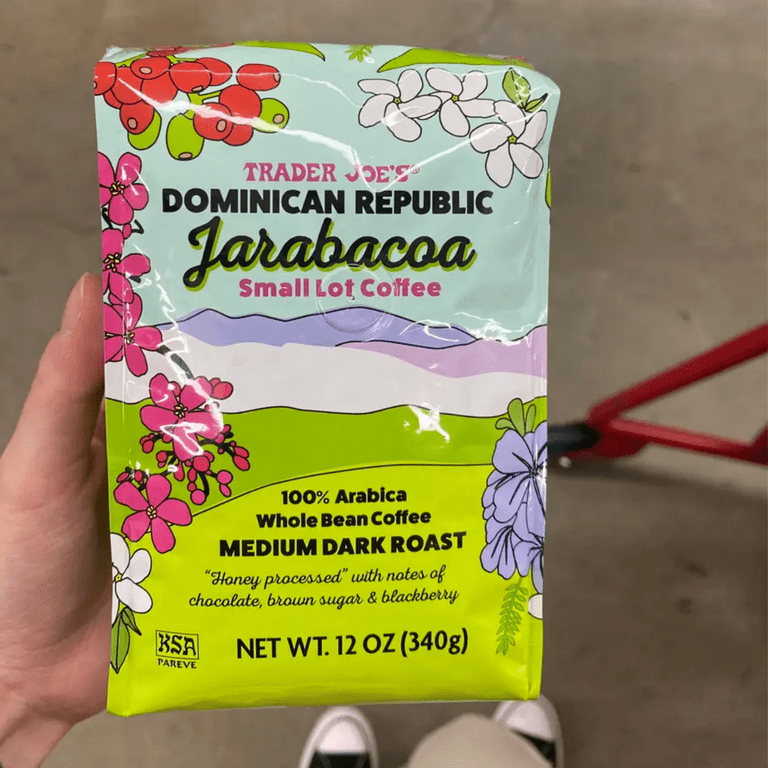 TRADER JOE'S®
DOMINICAN REPUBLIC
Jarabacoa
Small Lot Coffee
100% Arabica
Whole Bean Coffee
MEDIUM DARK ROAST
"Honey processed" with notes of
chocolate, brown sugar & blackberry
KSA
PAREVE
NET WT. 12 OZ (340g)